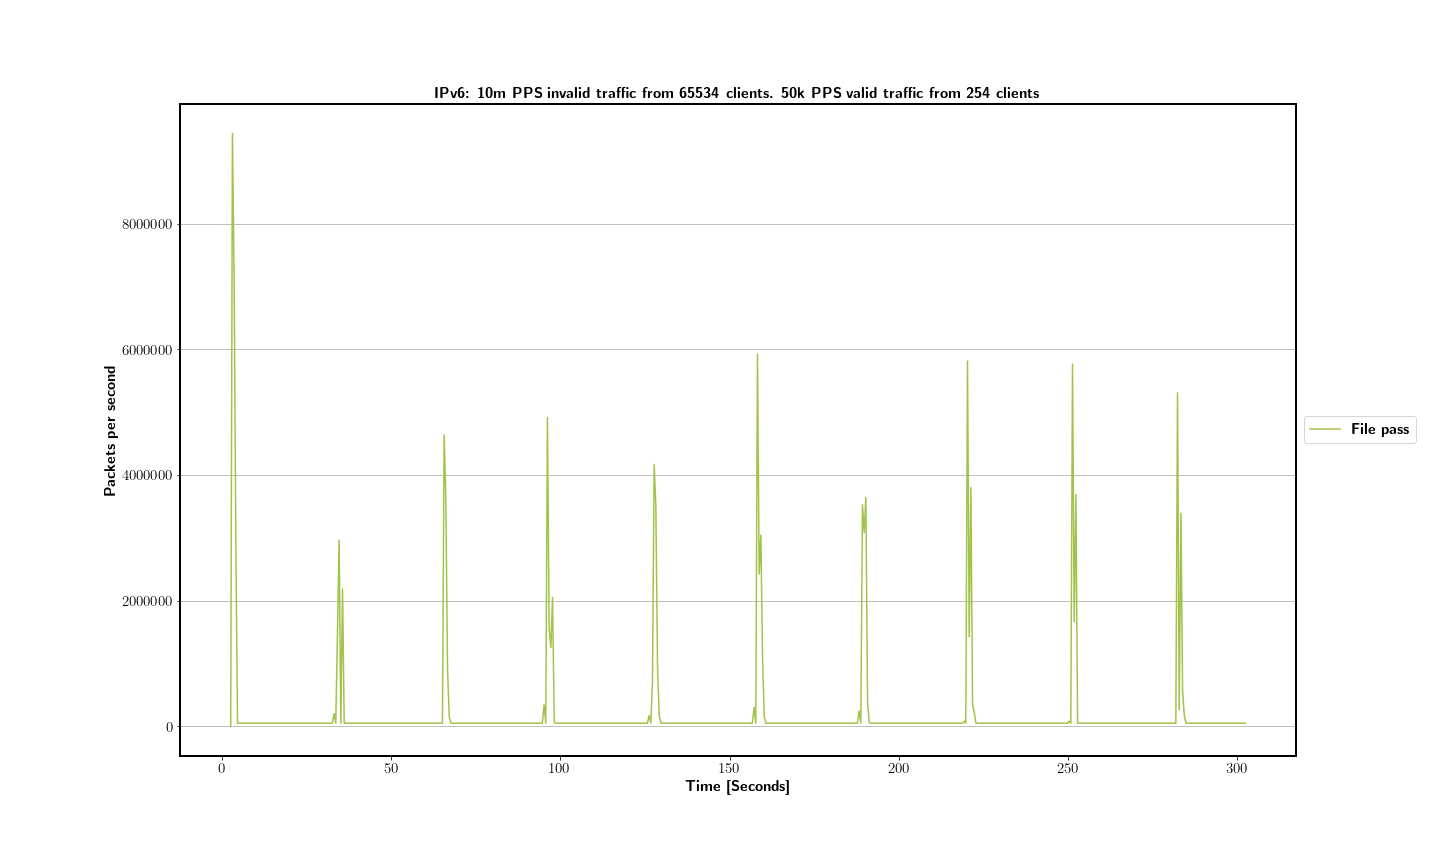 IPv6: 10m PPS invalid traffic from 65534 clients. 50k PPS valid traffic from 254 clients
8000000
6000000
4000000
2000000
0
Packets per second
File pass
0 50 100 150 200 250 300
Time [Seconds]